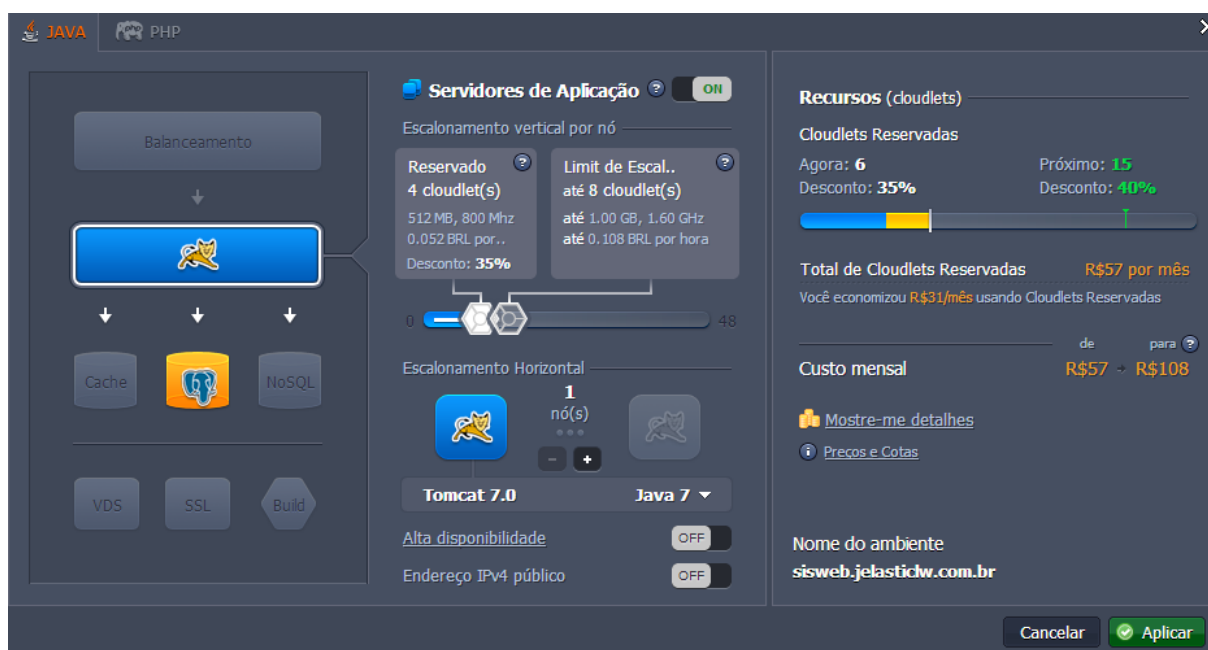 JAVA
PHP
Balanceamento
Cache
NoSQL
VDS
SSL
Build
Servidores de Aplicação ? ON
Escalonamento vertical por nó
Reservado ?
4 cloudlet(s)
512 MB, 800 Mhz
0.052 BRL por..
Desconto: 35%
Limit de Escal.. ?
até 8 cloudlet(s)
até 1.00 GB, 1.60 GHz
até 0.108 BRL por hora
0
48
Escalonamento Horizontal
1
nó(s)
- +
Tomcat 7.0
Java 7
Alta disponibilidade OFF
Endereço IPv4 público OFF
Recursos (cloudlets)
Cloudlets Reservadas
Agora: 6 Próximo: 15
Desconto: 35% Desconto: 40%
Total de Cloudlets Reservadas R$57 por mês
Você economizou R$31/mês usando Cloudlets Reservadas
de para ?
Custo mensal R$57 → R$108
Mostre-me detalhes
i Preços e Cotas
Nome do ambiente
sisweb.jelasticlw.com.br
Cancelar
Aplicar